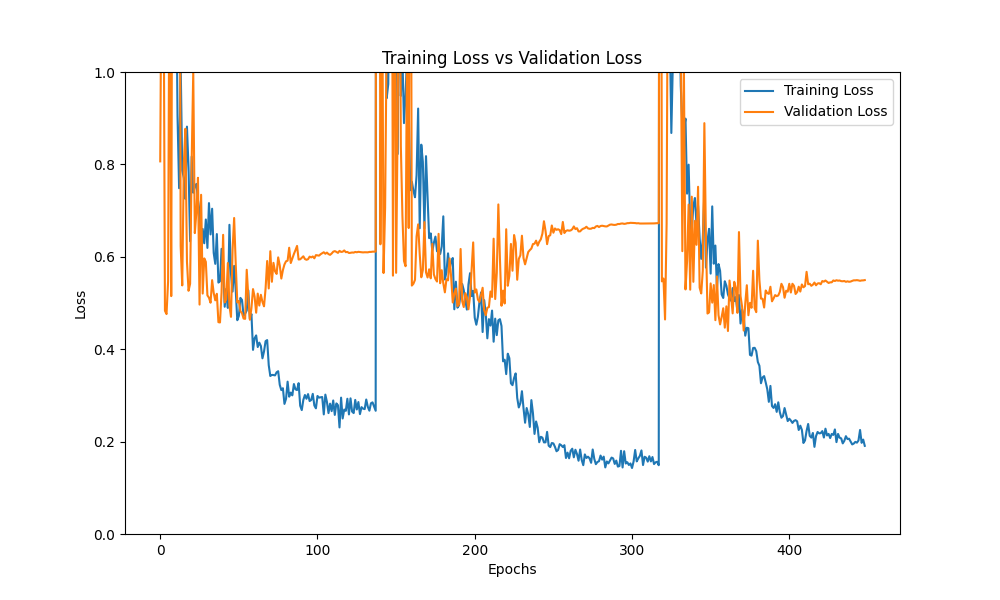 Training Loss vs Validation Loss
Training Loss
Validation Loss
1.0
0.8
0.6
0.4
0.2
0.0
Loss
0 100 200 300 400
Epochs